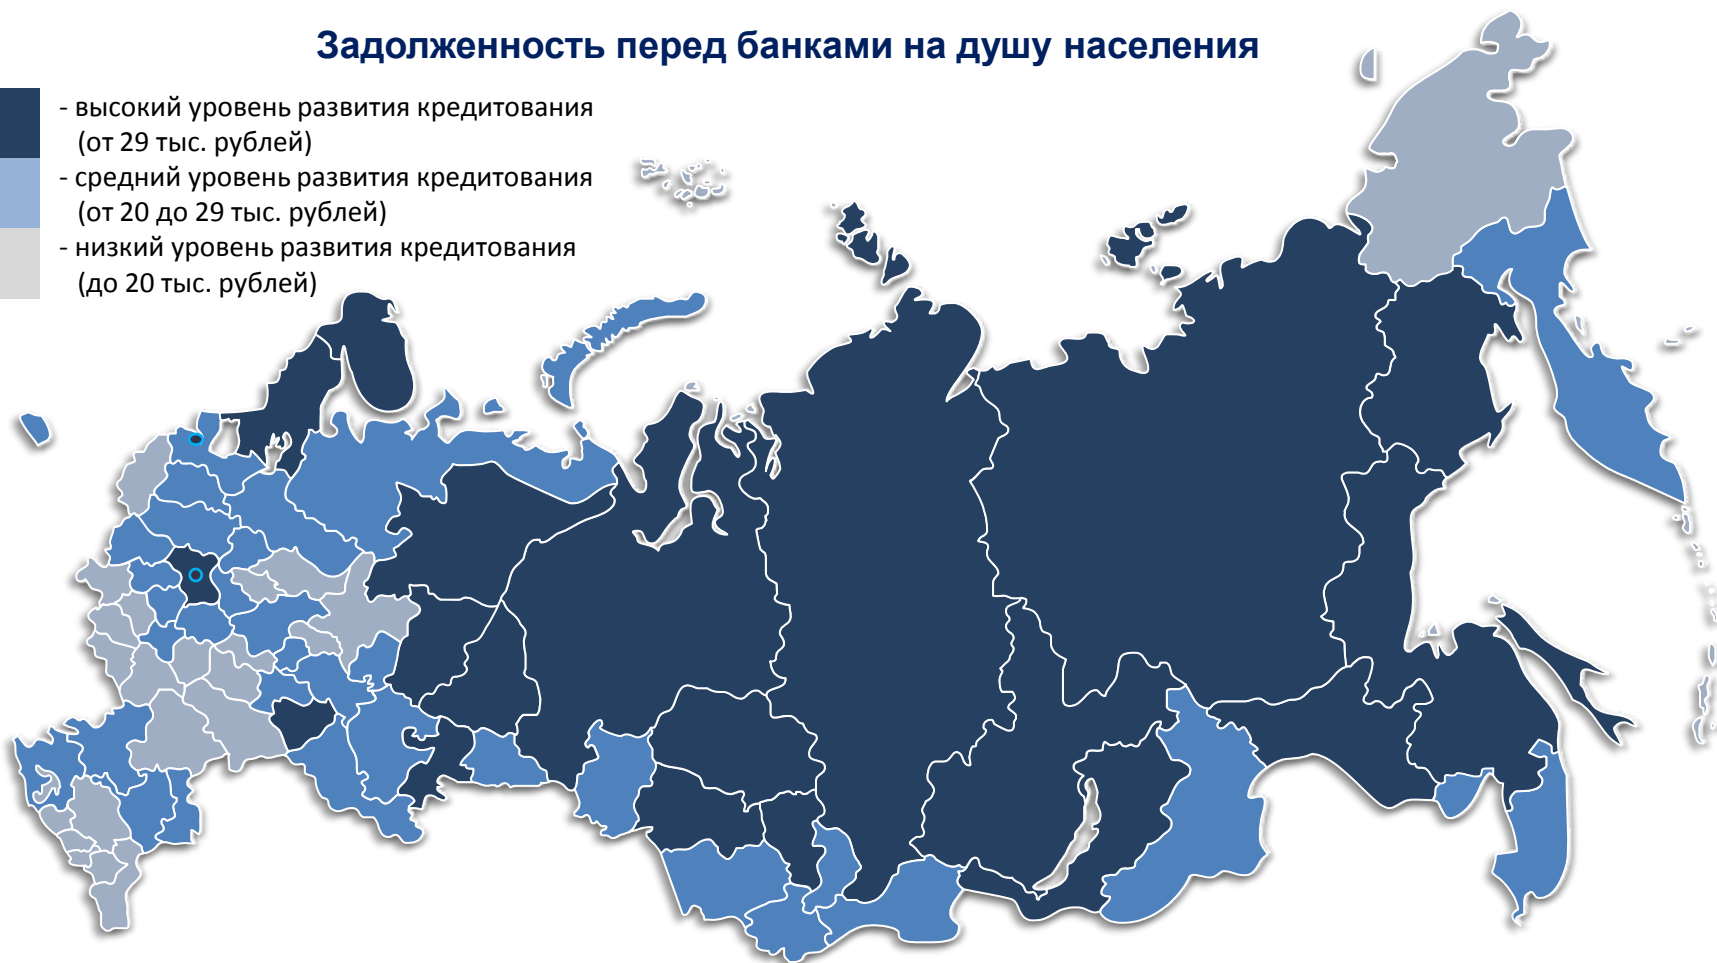 Задолженность перед банками на душу населения
- высокий уровень развития кредитования
(от 29 тыс. рублей)
- средний уровень развития кредитования
(от 20 до 29 тыс. рублей)
- низкий уровень развития кредитования
(до 20 тыс. рублей)